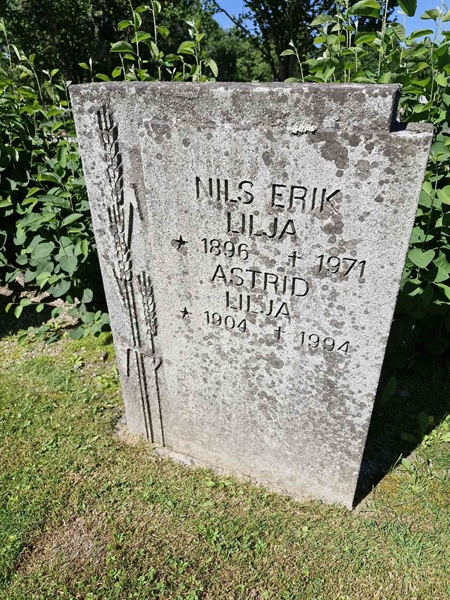 NILS ERIK
LILJA
* 1896 † 1971
ASTRID
LILJA
* 1904 † 1994